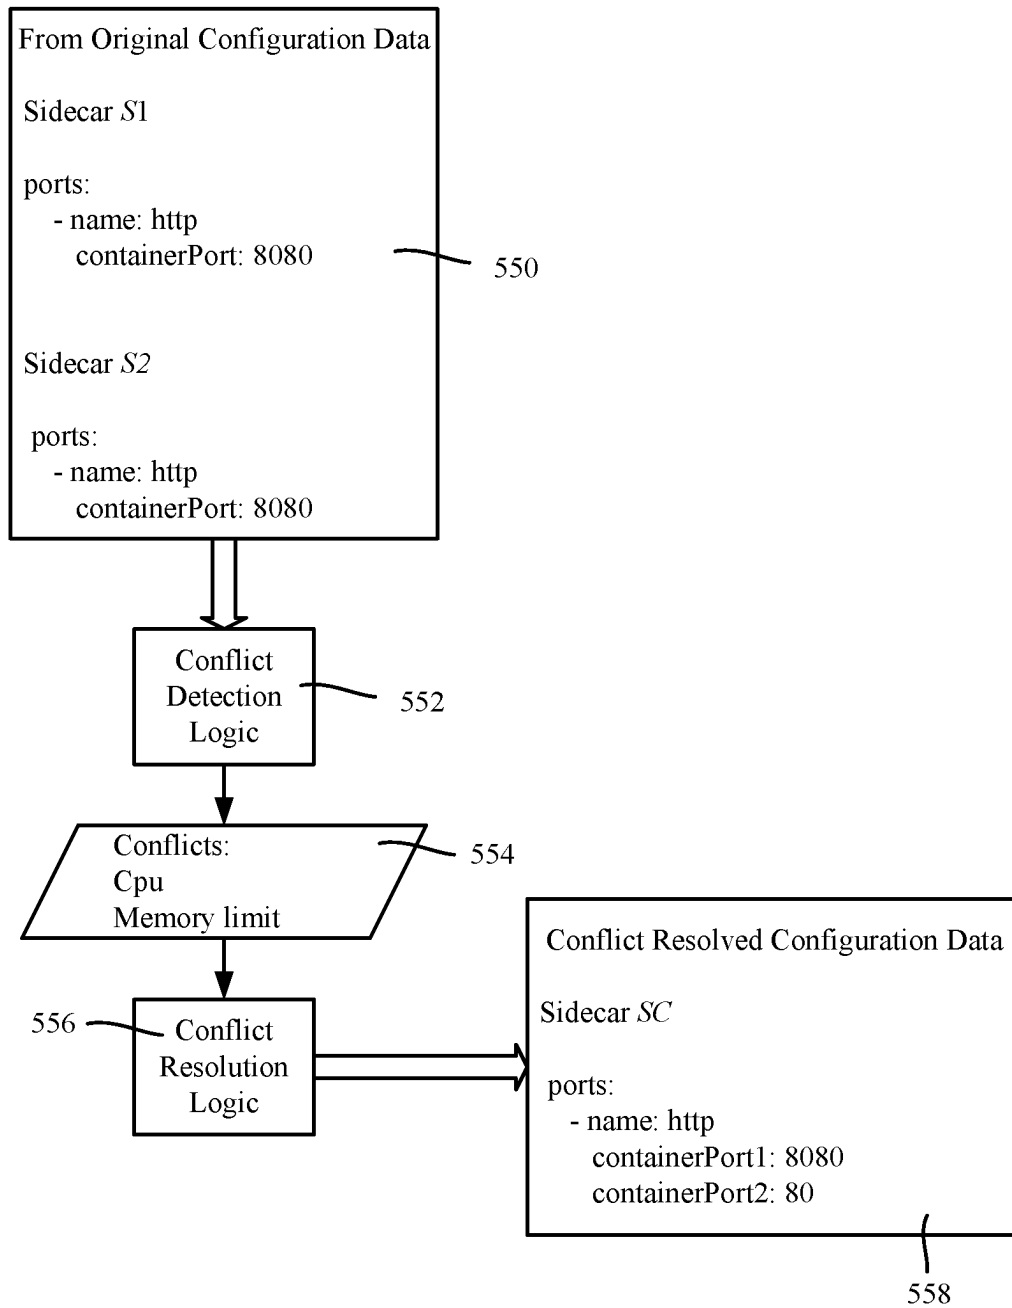 From Original Configuration Data
Sidecar S1
ports:
- name: http
containerPort: 8080
550
Sidecar S2
ports:
- name: http
containerPort: 8080
Conflict
Detection
Logic
552
Conflicts:
Cpu
Memory limit
554
556
Conflict
Resolution
Logic
Conflict Resolved Configuration Data
Sidecar SC
ports:
- name: http
containerPort1: 8080
containerPort2: 80
558